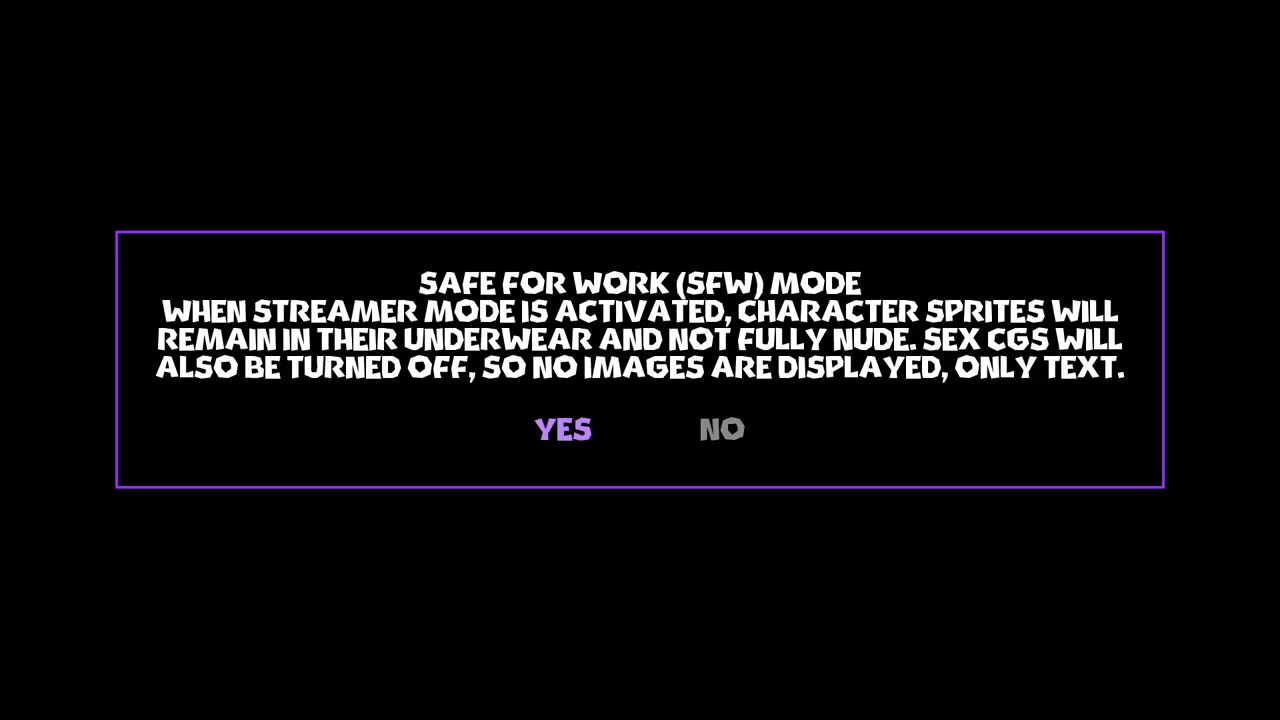 SAFE FOR WORK (SFW) MODE
WHEN STREAMER MODE IS ACTIVATED, CHARACTER SPRITES WILL
REMAIN IN THEIR UNDERWEAR AND NOT FULLY NUDE. SEX CGS WILL
ALSO BE TURNED OFF, SO NO IMAGES ARE DISPLAYED, ONLY TEXT.
YES NO